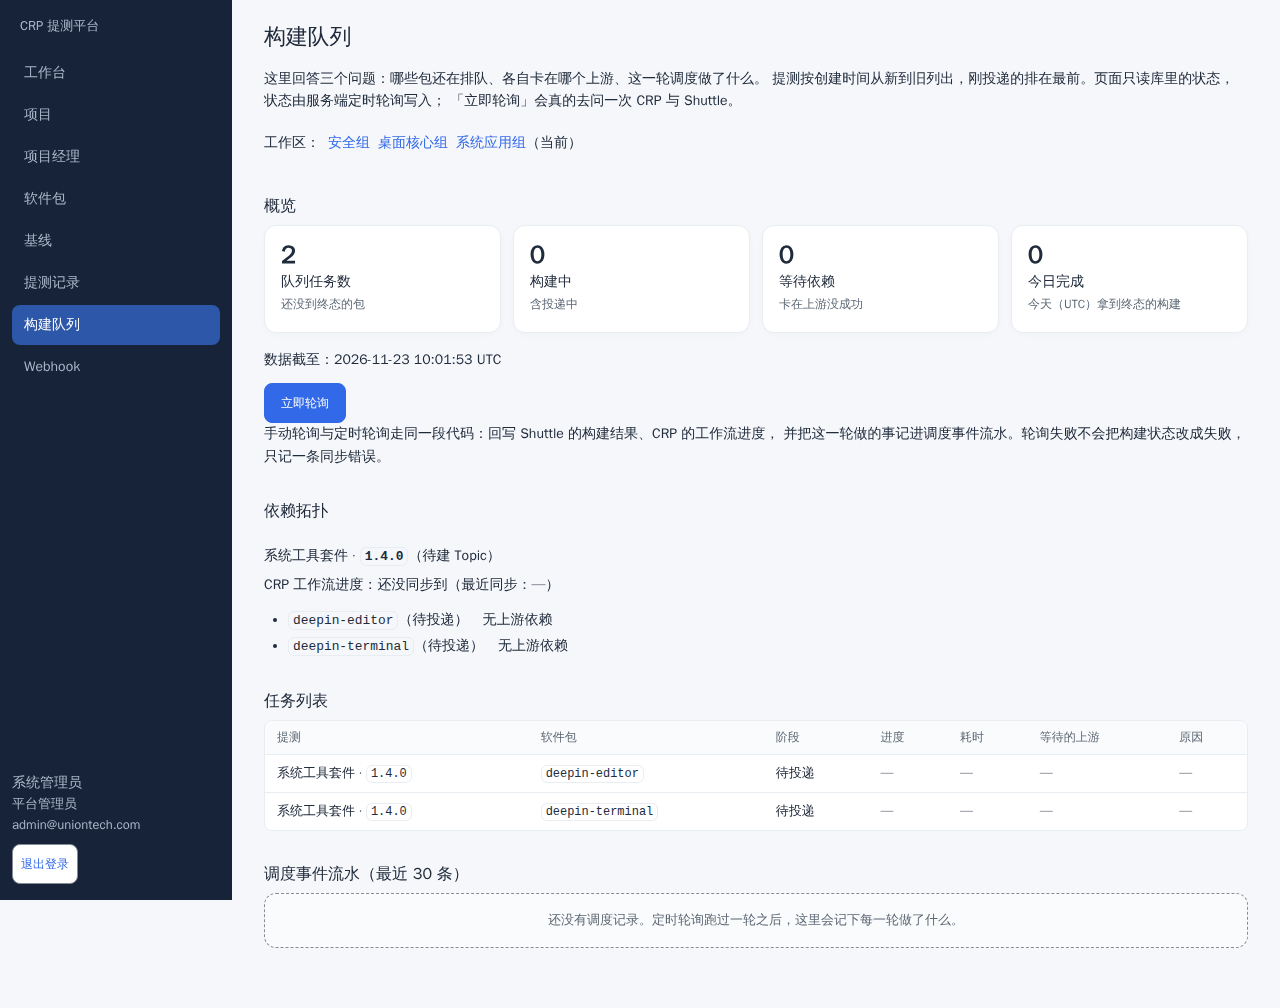 CRP 提测平台
工作台
项目
项目经理
软件包
基线
提测记录
构建队列
Webhook
系统管理员
平台管理员
admin@uniontech.com
退出登录
构建队列
这里回答三个问题：哪些包还在排队、各自卡在哪个上游、这一轮调度做了什么。 提测按创建时间从新到旧列出，刚投递的排在最前。页面只读库里的状态，
状态由服务端定时轮询写入； 「立即轮询」会真的去问一次 CRP 与 Shuttle。
工作区： 安全组 桌面核心组 系统应用组（当前）
概览
2
队列任务数
还没到终态的包
0
构建中
含投递中
0
等待依赖
卡在上游没成功
0
今日完成
今天（UTC）拿到终态的构建
数据截至：2026-11-23 10:01:53 UTC
立即轮询
手动轮询与定时轮询走同一段代码：回写 Shuttle 的构建结果、CRP 的工作流进度， 并把这一轮做的事记进调度事件流水。轮询失败不会把构建状态改成失败，
只记一条同步错误。
依赖拓扑
系统工具套件 · 1.4.0（待建 Topic）
CRP 工作流进度：还没同步到（最近同步：—）
• deepin-editor（待投递） 无上游依赖
• deepin-terminal（待投递） 无上游依赖
任务列表
提测 软件包 阶段 进度 耗时 等待的上游 原因
系统工具套件 · 1.4.0 deepin-editor 待投递 — — — —
系统工具套件 · 1.4.0 deepin-terminal 待投递 — — — —
调度事件流水（最近 30 条）
还没有调度记录。定时轮询跑过一轮之后，这里会记下每一轮做了什么。